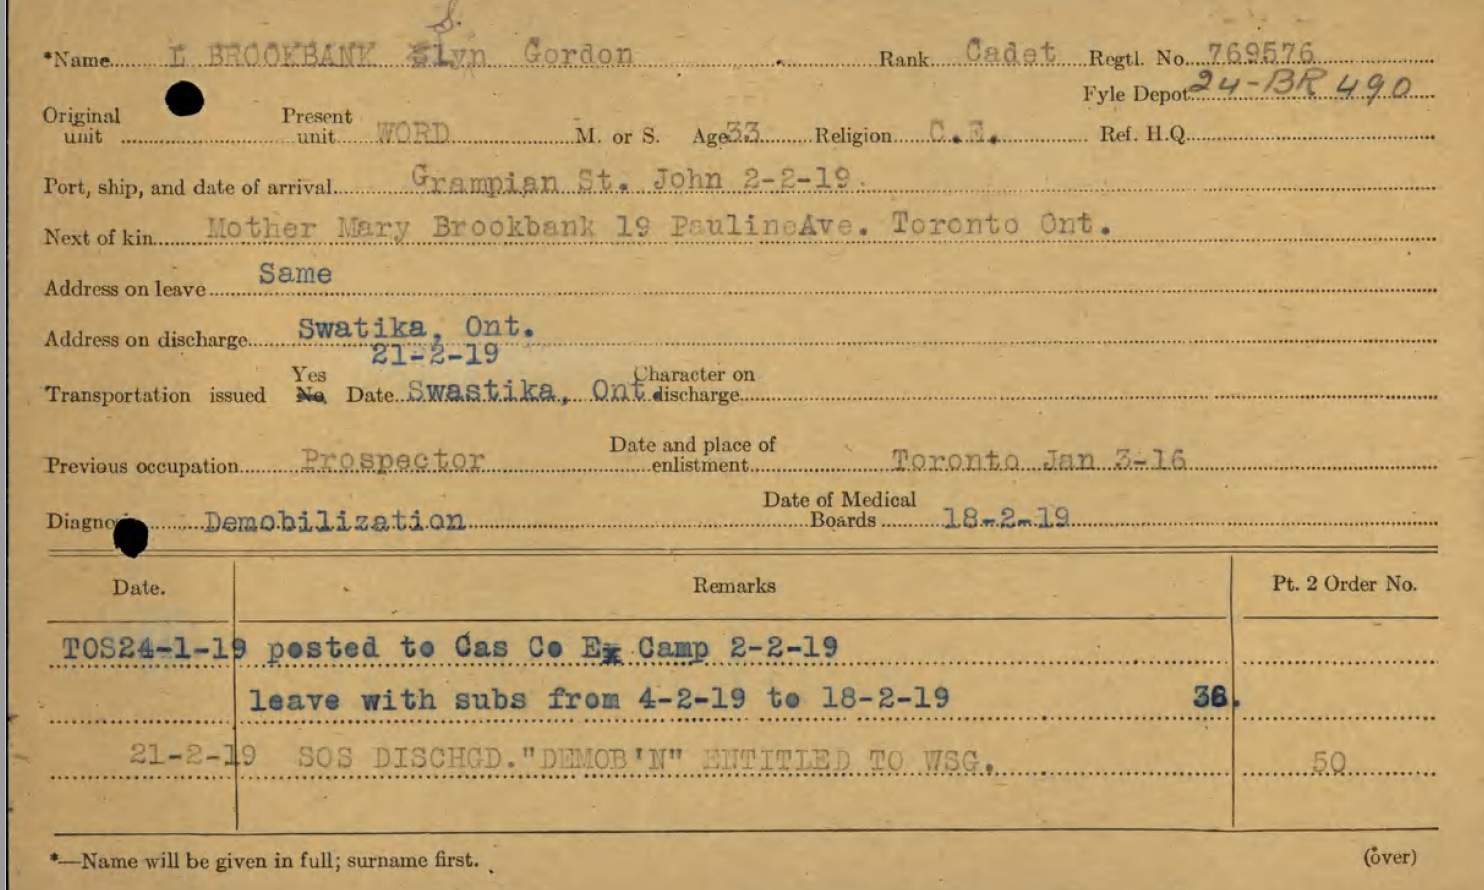 S.
*Name L BROOKBANK Slyn Gordon Rank Cadet Regtl. No. 769576
Fyle Depot 24-BR 490
Original unit Present unit WORD M. or S. Age 33 Religion C.E. Ref. H.Q.
Port, ship, and date of arrival Grampian St. John 2-2-19.
Next of kin Mother Mary Brookbank 19 PaulineAve. Toronto Ont.
Address on leave Same
Address on discharge Swatika, Ont.
21-2-19
Transportation issued Yes No Date Swastika, Ont Character on discharge
Previous occupation Prospector Date and place of enlistment Toronto Jan 3-16
Diagno Demobilization Date of Medical Boards 18-2-19
Date. Remarks Pt. 2 Order No.
TOS24-1-19 posted to Cas Co Ex Camp 2-2-19
leave with subs from 4-2-19 to 18-2-19 36.
21-2-19 SOS DISCHGD."DEMOB'N" ENTITLED TO WSG. 50
*—Name will be given in full; surname first. (over)